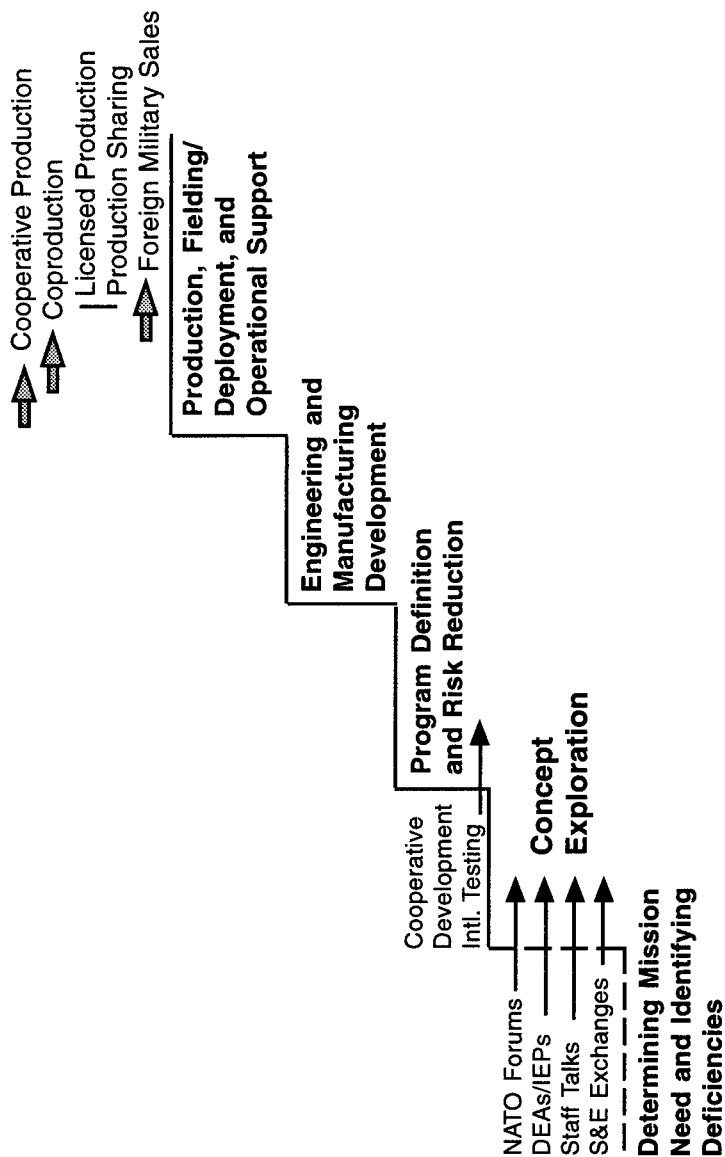 Cooperative Production
Coproduction
Licensed Production
Production Sharing
Foreign Military Sales
Production, Fielding/
Deployment, and
Operational Support
Engineering and
Manufacturing
Development
Program Definition
and Risk Reduction
Cooperative
Development
Intl. Testing
Concept
Exploration
NATO Forums
DEAs/IEPs
Staff Talks
S&E Exchanges
Determining Mission
Need and Identifying
Deficiencies